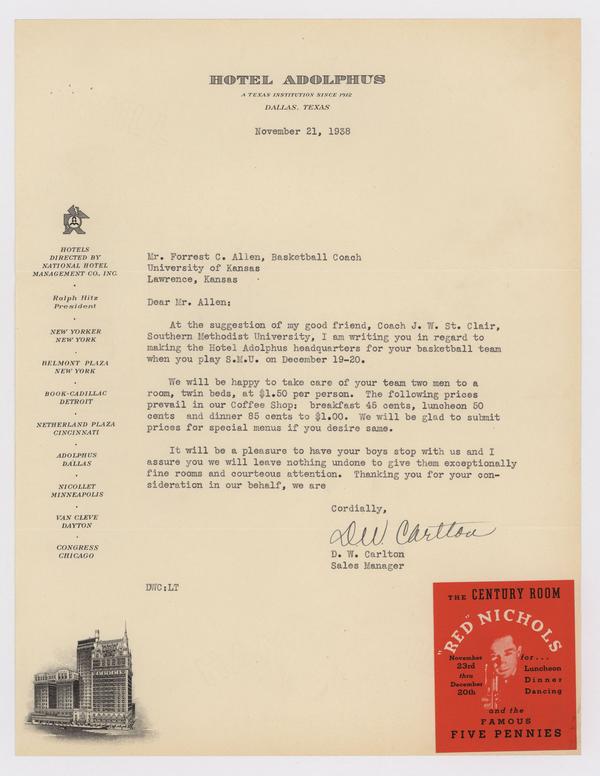 HOTEL ADOLPHUS
A TEXAS INSTITUTION SINCE 1912
DALLAS, TEXAS
November 21, 1938
HOTELS
DIRECTED BY
NATIONAL HOTEL
MANAGEMENT CO., INC.
Ralph Hitz
President
NEW YORKER
NEW YORK
BELMONT PLAZA
NEW YORK
BOOK-CADILLAC
DETROIT
NETHERLAND PLAZA
CINCINNATI
ADOLPHUS
DALLAS
NICOLLET
MINNEAPOLIS
VAN CLEVE
DAYTON
CONGRESS
CHICAGO
Mr. Forrest C. Allen, Basketball Coach
University of Kansas
Lawrence, Kansas
Dear Mr. Allen:
At the suggestion of my good friend, Coach J. W. St. Clair,
Southern Methodist University, I am writing you in regard to
making the Hotel Adolphus headquarters for your basketball team
when you play S.M.U. on December 19-20.
We will be happy to take care of your team two men to a
room, twin beds, at $1.50 per person. The following prices
prevail in our Coffee Shop: breakfast 45 cents, luncheon 50
cents and dinner 85 cents to $1.00. We will be glad to submit
prices for special menus if you desire same.
It will be a pleasure to have your boys stop with us and I
assure you we will leave nothing undone to give them exceptionally
fine rooms and courteous attention. Thanking you for your con-
sideration in our behalf, we are
Cordially,
D.W. Carlton
D. W. Carlton
Sales Manager
DWC:LT
THE CENTURY ROOM
"RED" NICHOLS
November
23rd
thru
December
20th
for...
Luncheon
Dinner
Dancing
and the
FAMOUS
FIVE PENNIES